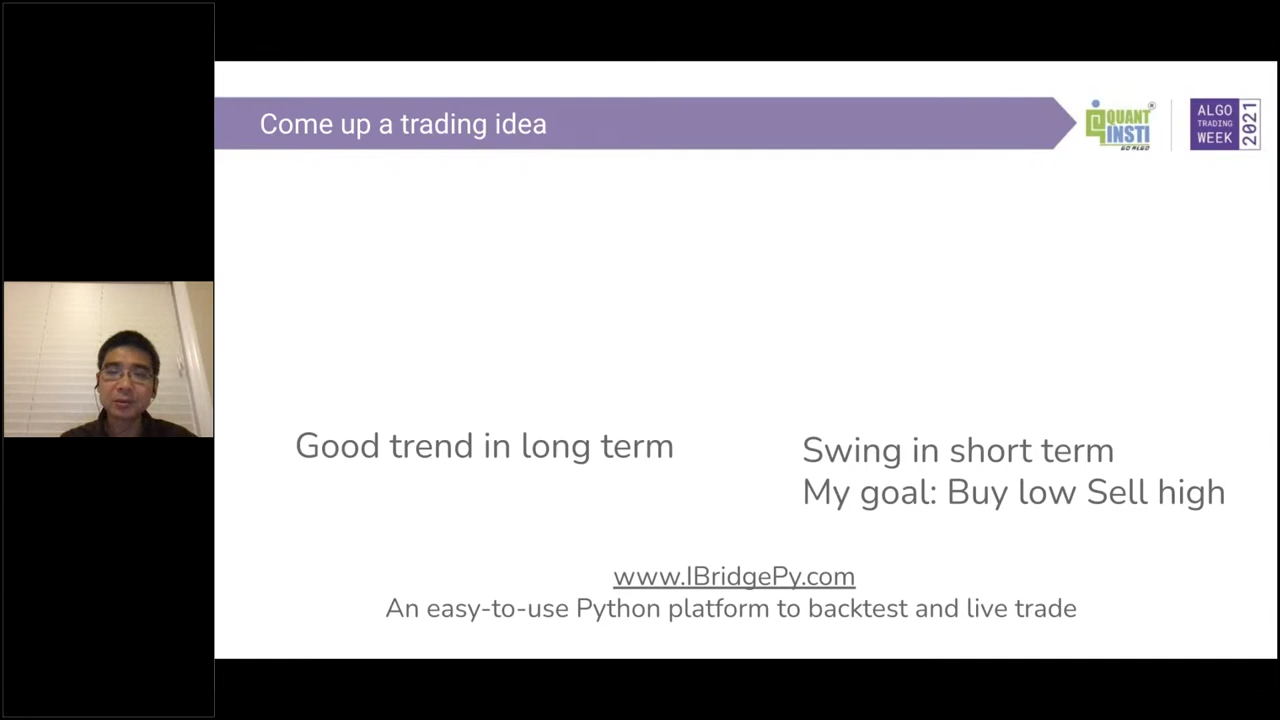 Come up a trading idea
QUANT
INSTI
GO ALGO
ALGO
TRADING
WEEK
2021
Good trend in long term
Swing in short term
My goal: Buy low Sell high
www.IBridgePy.com
An easy-to-use Python platform to backtest and live trade